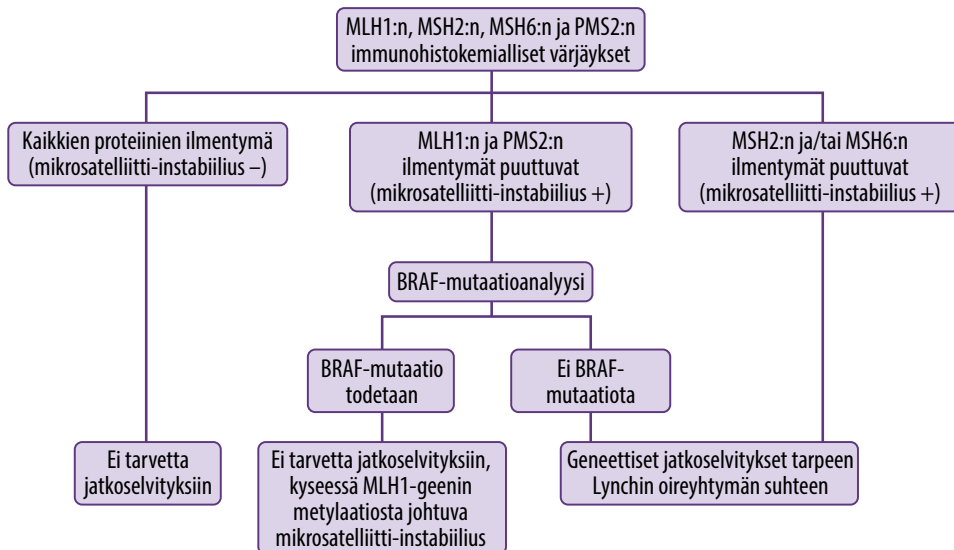 MLH1:n, MSH2:n, MSH6:n ja PMS2:n
immunohistokemialliset värjäykset
Kaikkien proteiinien ilmentymä
(mikrosatelliitti-instabiilius –)
MLH1:n ja PMS2:n
ilmentymät puuttuvat
(mikrosatelliitti-instabiilius +)
MSH2:n ja/tai MSH6:n
ilmentymät puuttuvat
(mikrosatelliitti-instabiilius +)
BRAF-mutaatioanalyysi
BRAF-mutaatio
todetaan
Ei BRAF-
mutaatiota
Ei tarvetta
jatkoselvityksiin
Ei tarvetta jatkoselvityksiin,
kyseessä MLH1-geenin
metylaatiosta johtuva
mikrosatelliitti-instabiilius
Geneettiset jatkoselvitykset tarpeen
Lynchin oireyhtymän suhteen